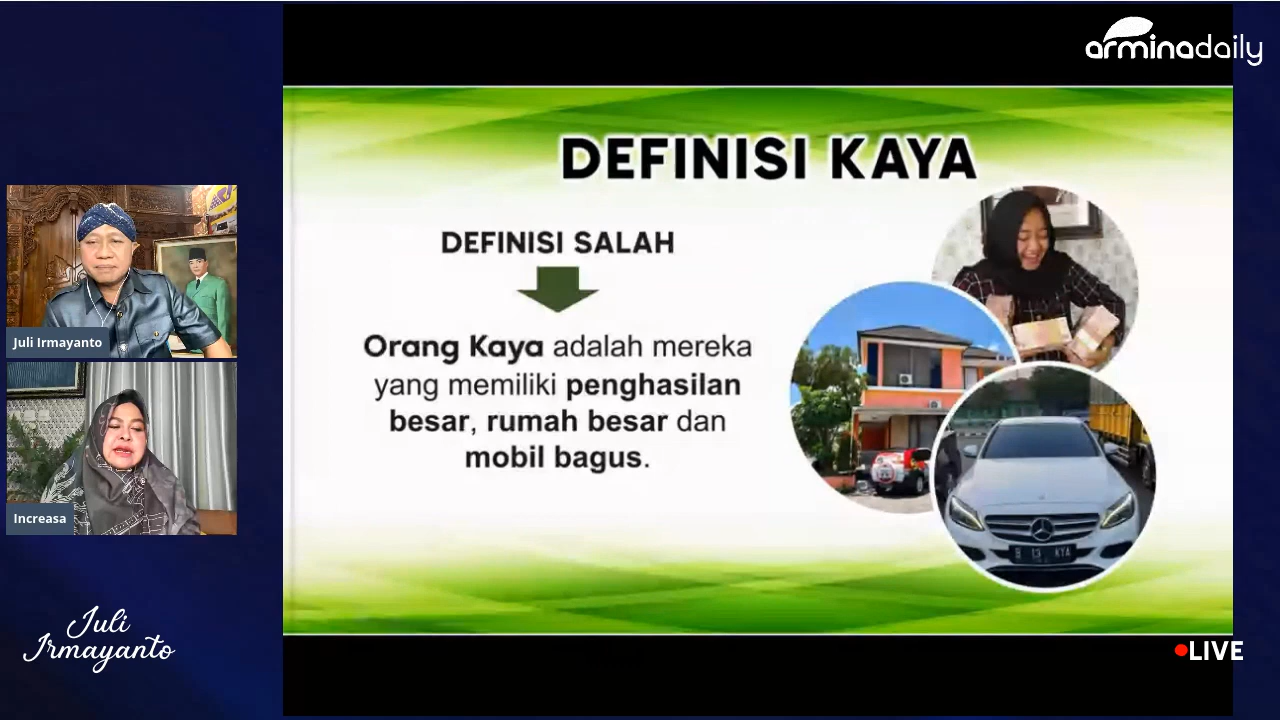 arminadaily
DEFINISI KAYA
DEFINISI SALAH
Orang Kaya adalah mereka
yang memiliki penghasilan
besar, rumah besar dan
mobil bagus.
Juli Irmayanto
Increasa
Juli
Irmayanto
LIVE